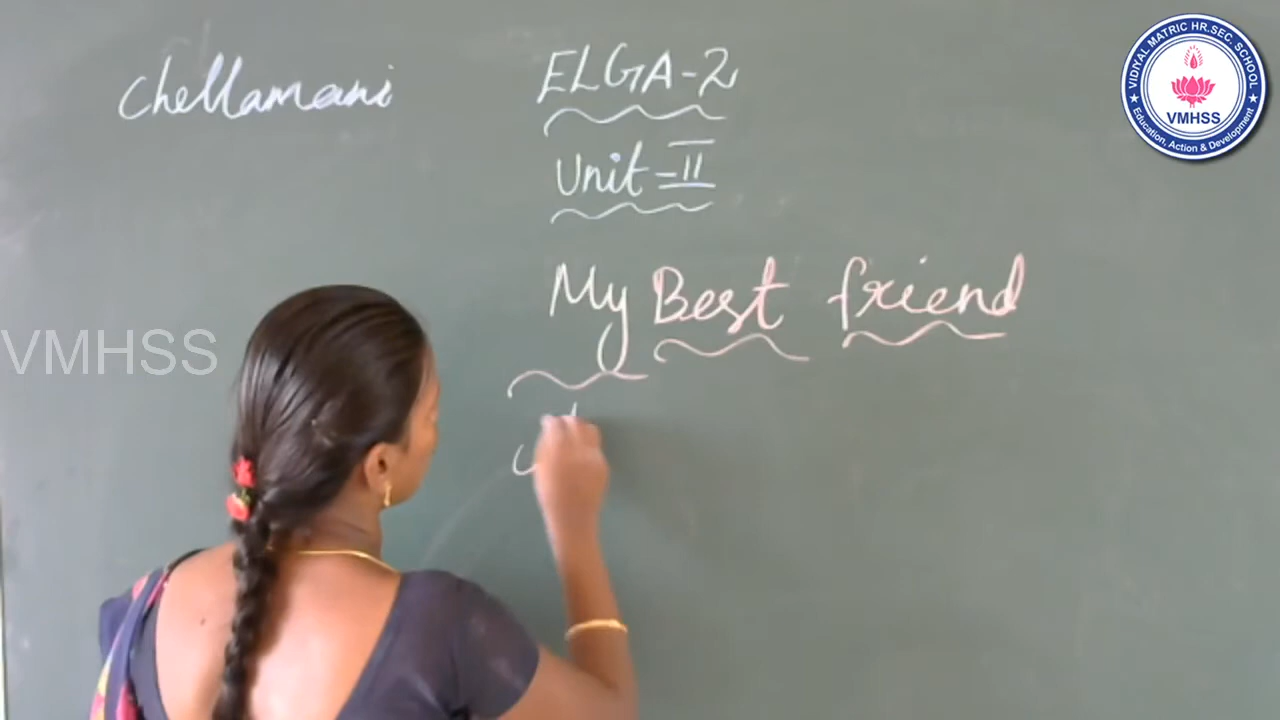 Chellamani
ELGA-2
Unit-II
My Best friend
VMHSS
VIDIYAL MATRIC HR.SEC. SCHOOL
VMHSS
Education, Action & Development